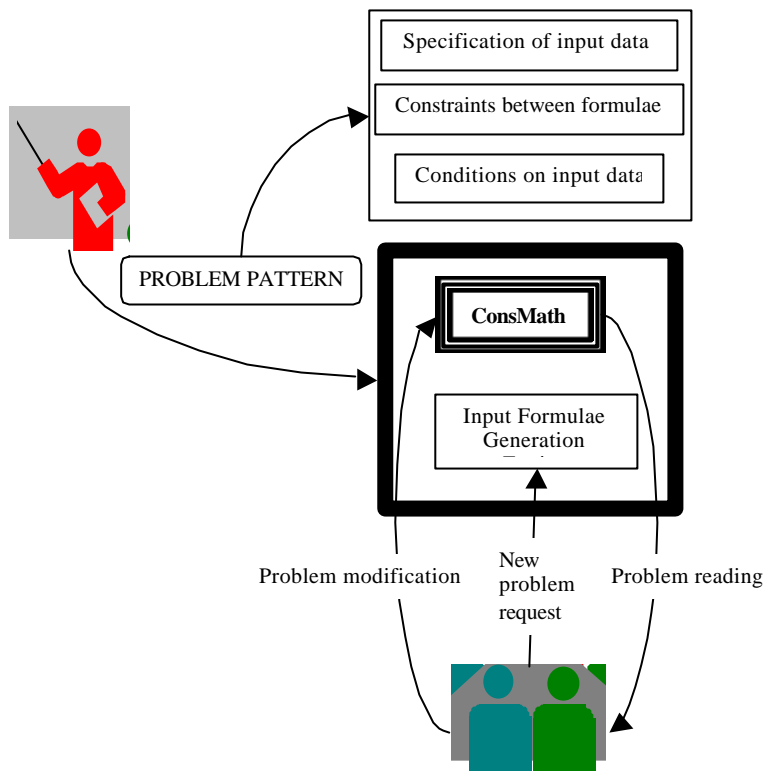 Specification of input data
Constraints between formulae
Conditions on input data
PROBLEM PATTERN
ConsMath
Input Formulae
Generation
Problem modification
New
problem
request
Problem reading